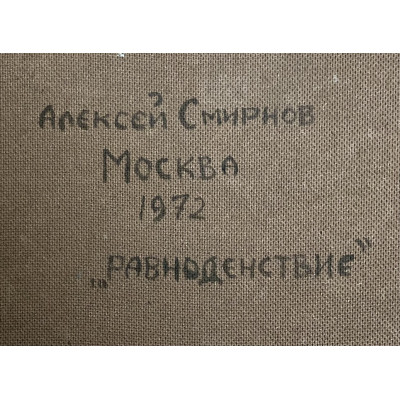 Алексей Смирнов
Москва
1972
„Равноденствие”